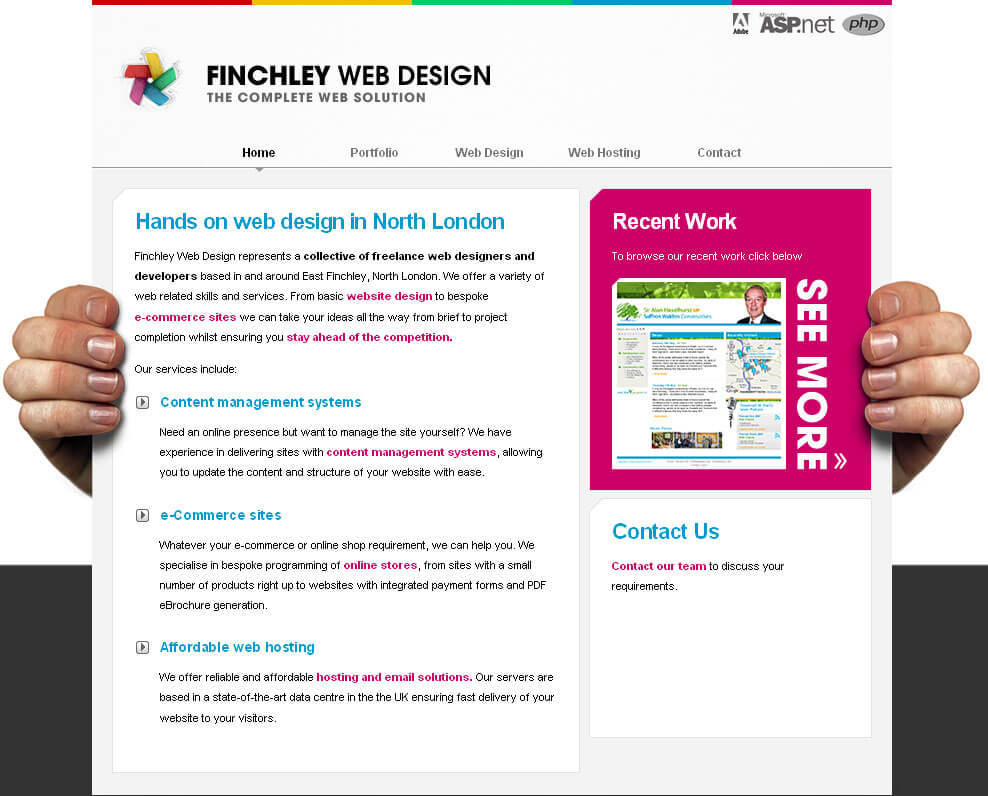 Adobe
Microsoft
ASP.net
php
FINCHLEY WEB DESIGN
THE COMPLETE WEB SOLUTION
Home
Portfolio
Web Design
Web Hosting
Contact
Hands on web design in North London
Finchley Web Design represents a collective of freelance web designers and
developers based in and around East Finchley, North London. We offer a variety of
web related skills and services. From basic website design to bespoke
e-commerce sites we can take your ideas all the way from brief to project
completion whilst ensuring you stay ahead of the competition.
Our services include:
Content management systems
Need an online presence but want to manage the site yourself? We have
experience in delivering sites with content management systems, allowing
you to update the content and structure of your website with ease.
e-Commerce sites
Whatever your e-commerce or online shop requirement, we can help you. We
specialise in bespoke programming of online stores, from sites with a small
number of products right up to websites with integrated payment forms and PDF
eBrochure generation.
Affordable web hosting
We offer reliable and affordable hosting and email solutions. Our servers are
based in a state-of-the-art data centre in the the UK ensuring fast delivery of your
website to your visitors.
Recent Work
To browse our recent work click below
Sir Alan Haselhurst MP
Saffron Walden Conservatives
SEE MORE »
Contact Us
Contact our team to discuss your
requirements.